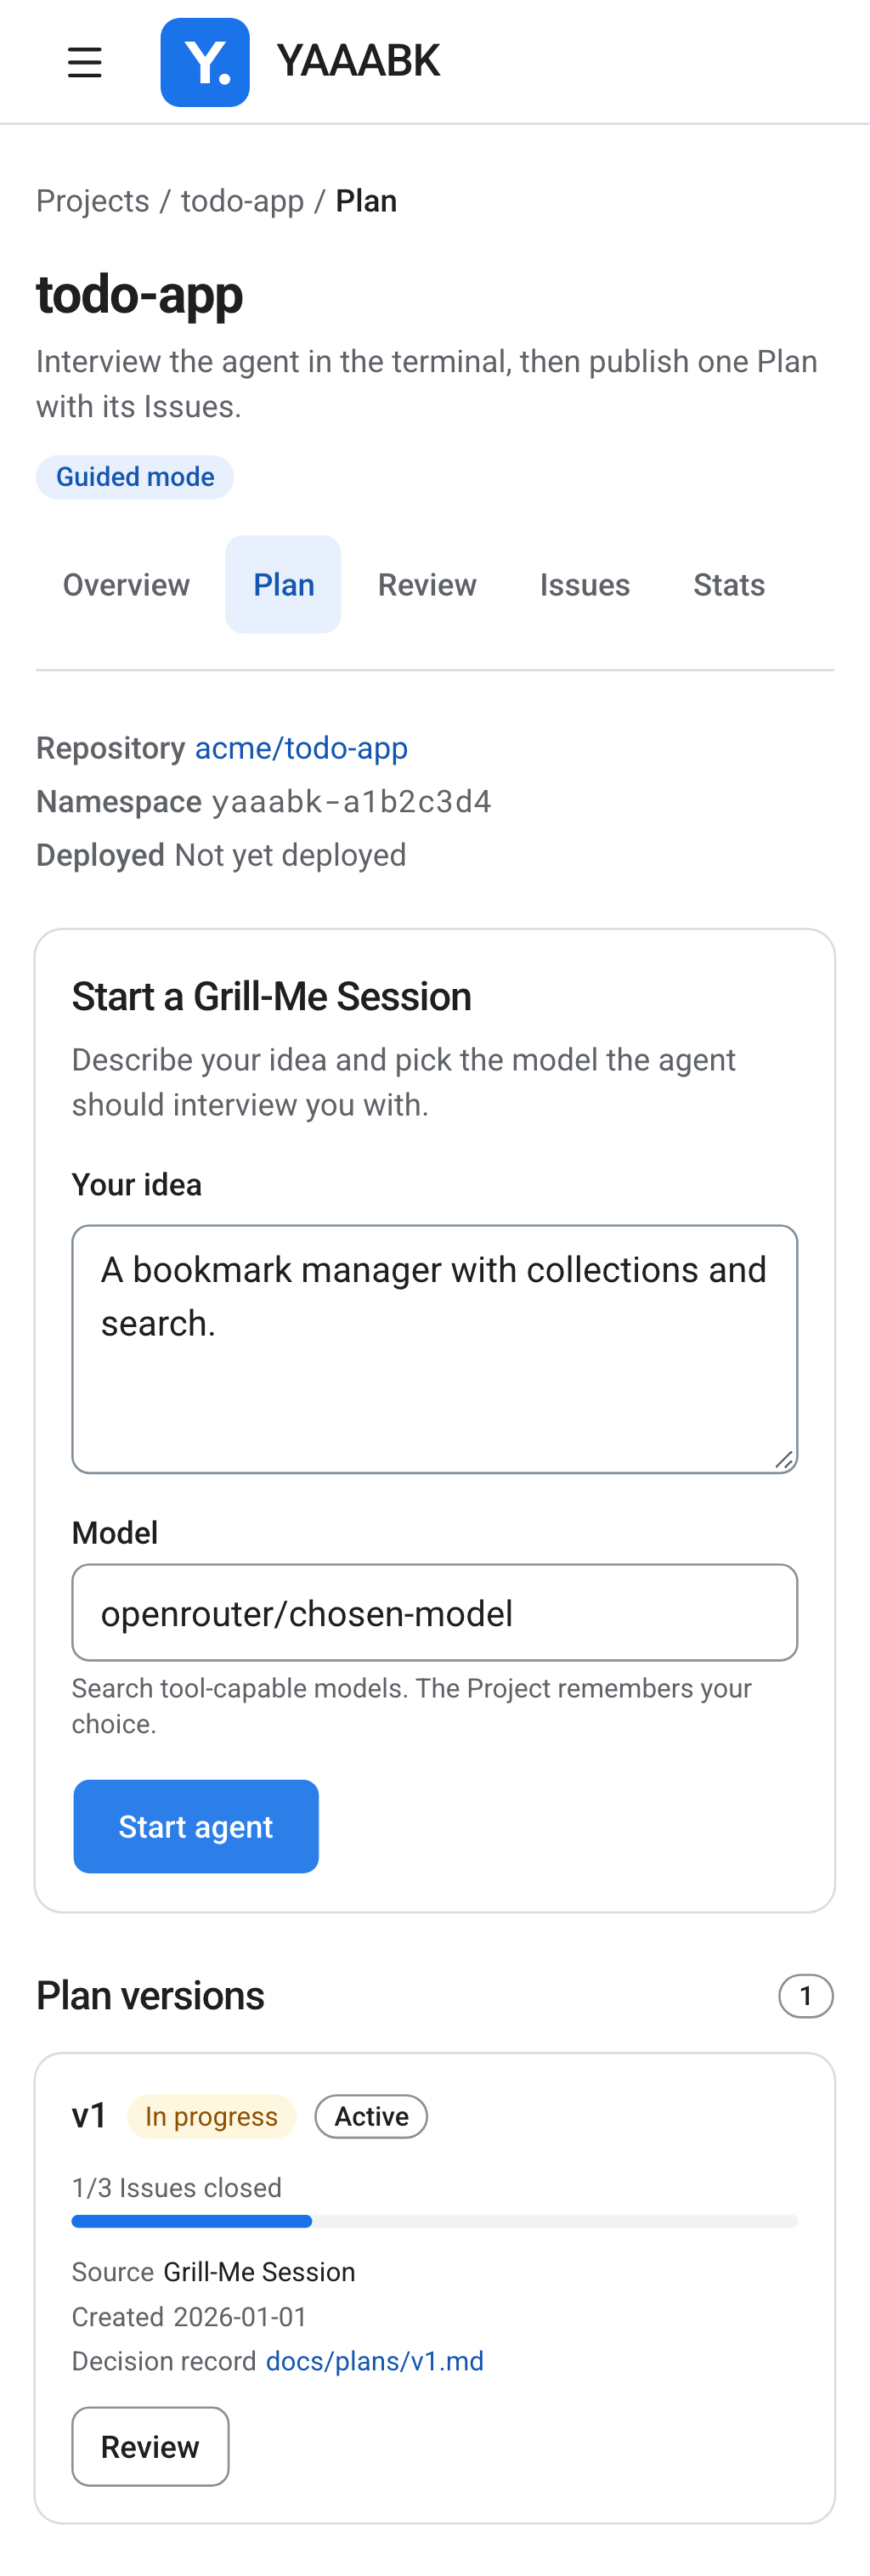 Y. YAAABK
Projects / todo-app / Plan
todo-app
Interview the agent in the terminal, then publish one Plan
with its Issues.
Guided mode
Overview Plan Review Issues Stats
Repository acme/todo-app
Namespace yaaabk-a1b2c3d4
Deployed Not yet deployed
Start a Grill-Me Session
Describe your idea and pick the model the agent
should interview you with.
Your idea
A bookmark manager with collections and
search.
Model
openrouter/chosen-model
Search tool-capable models. The Project remembers your
choice.
Start agent
Plan versions 1
v1 In progress Active
1/3 Issues closed
Source Grill-Me Session
Created 2026-01-01
Decision record docs/plans/v1.md
Review